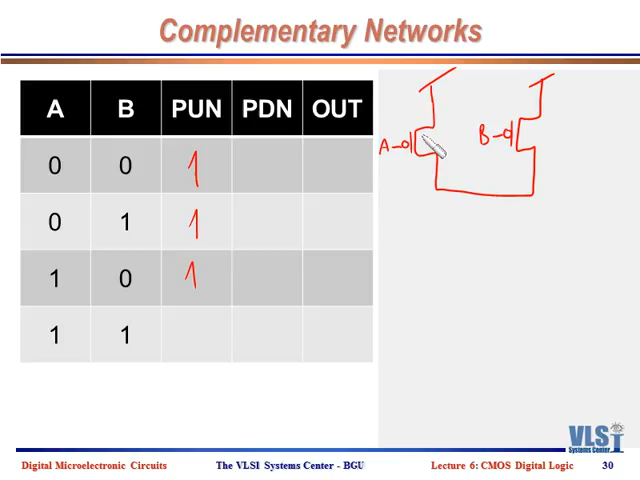 Complementary Networks
A B PUN PDN OUT
0 0 1
0 1 1
1 0 1
1 1
A
B
VLSI
Systems Center
Digital Microelectronic Circuits The VLSI Systems Center - BGU Lecture 6: CMOS Digital Logic 30